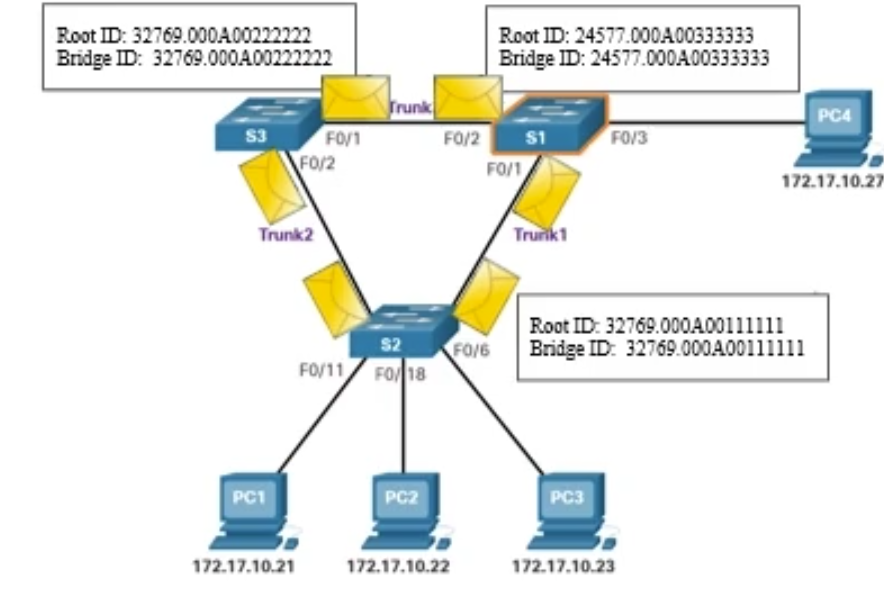 Root ID: 32769.000A00222222
Bridge ID: 32769.000A00222222
Root ID: 24577.000A00333333
Bridge ID: 24577.000A00333333
Trunk
S3
F0/1
F0/2
S1
F0/3
PC4
F0/2
F0/1
172.17.10.27
Trunk2
Trunk1
Root ID: 32769.000A00111111
Bridge ID: 32769.000A00111111
S2
F0/6
F0/11
F0/18
PC1
PC2
PC3
172.17.10.21
172.17.10.22
172.17.10.23